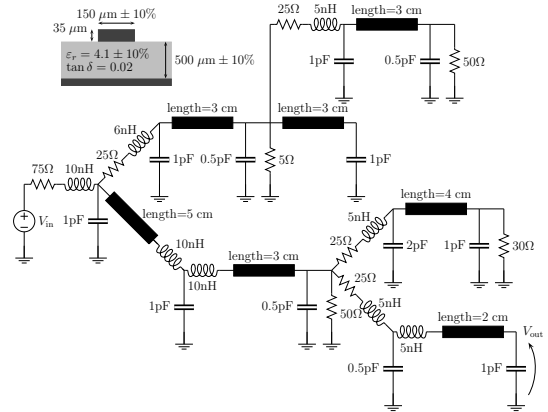 150 μm ± 10%
35 μm
εr = 4.1 ± 10%
tan δ = 0.02
500 μm ± 10%
25Ω
5nH
length=3 cm
1pF
0.5pF
50Ω
length=3 cm
length=3 cm
6nH
25Ω
1pF
0.5pF
5Ω
1pF
75Ω
10nH
Vin
1pF
length=5 cm
10nH
10nH
1pF
length=3 cm
0.5pF
50Ω
25Ω
5nH
length=4 cm
2pF
1pF
30Ω
25Ω
5nH
5nH
length=2 cm
0.5pF
1pF
Vout